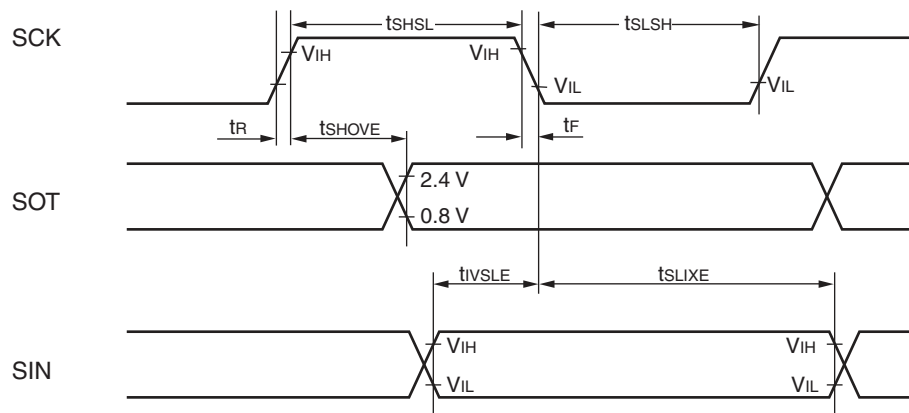 tSHSL
tSLSH
SCK
VIH
VIH
VIL
VIL
tR
tSHOVE
tF
SOT
2.4 V
0.8 V
tIVSLE
tSLIXE
SIN
VIH
VIH
VIL
VIL